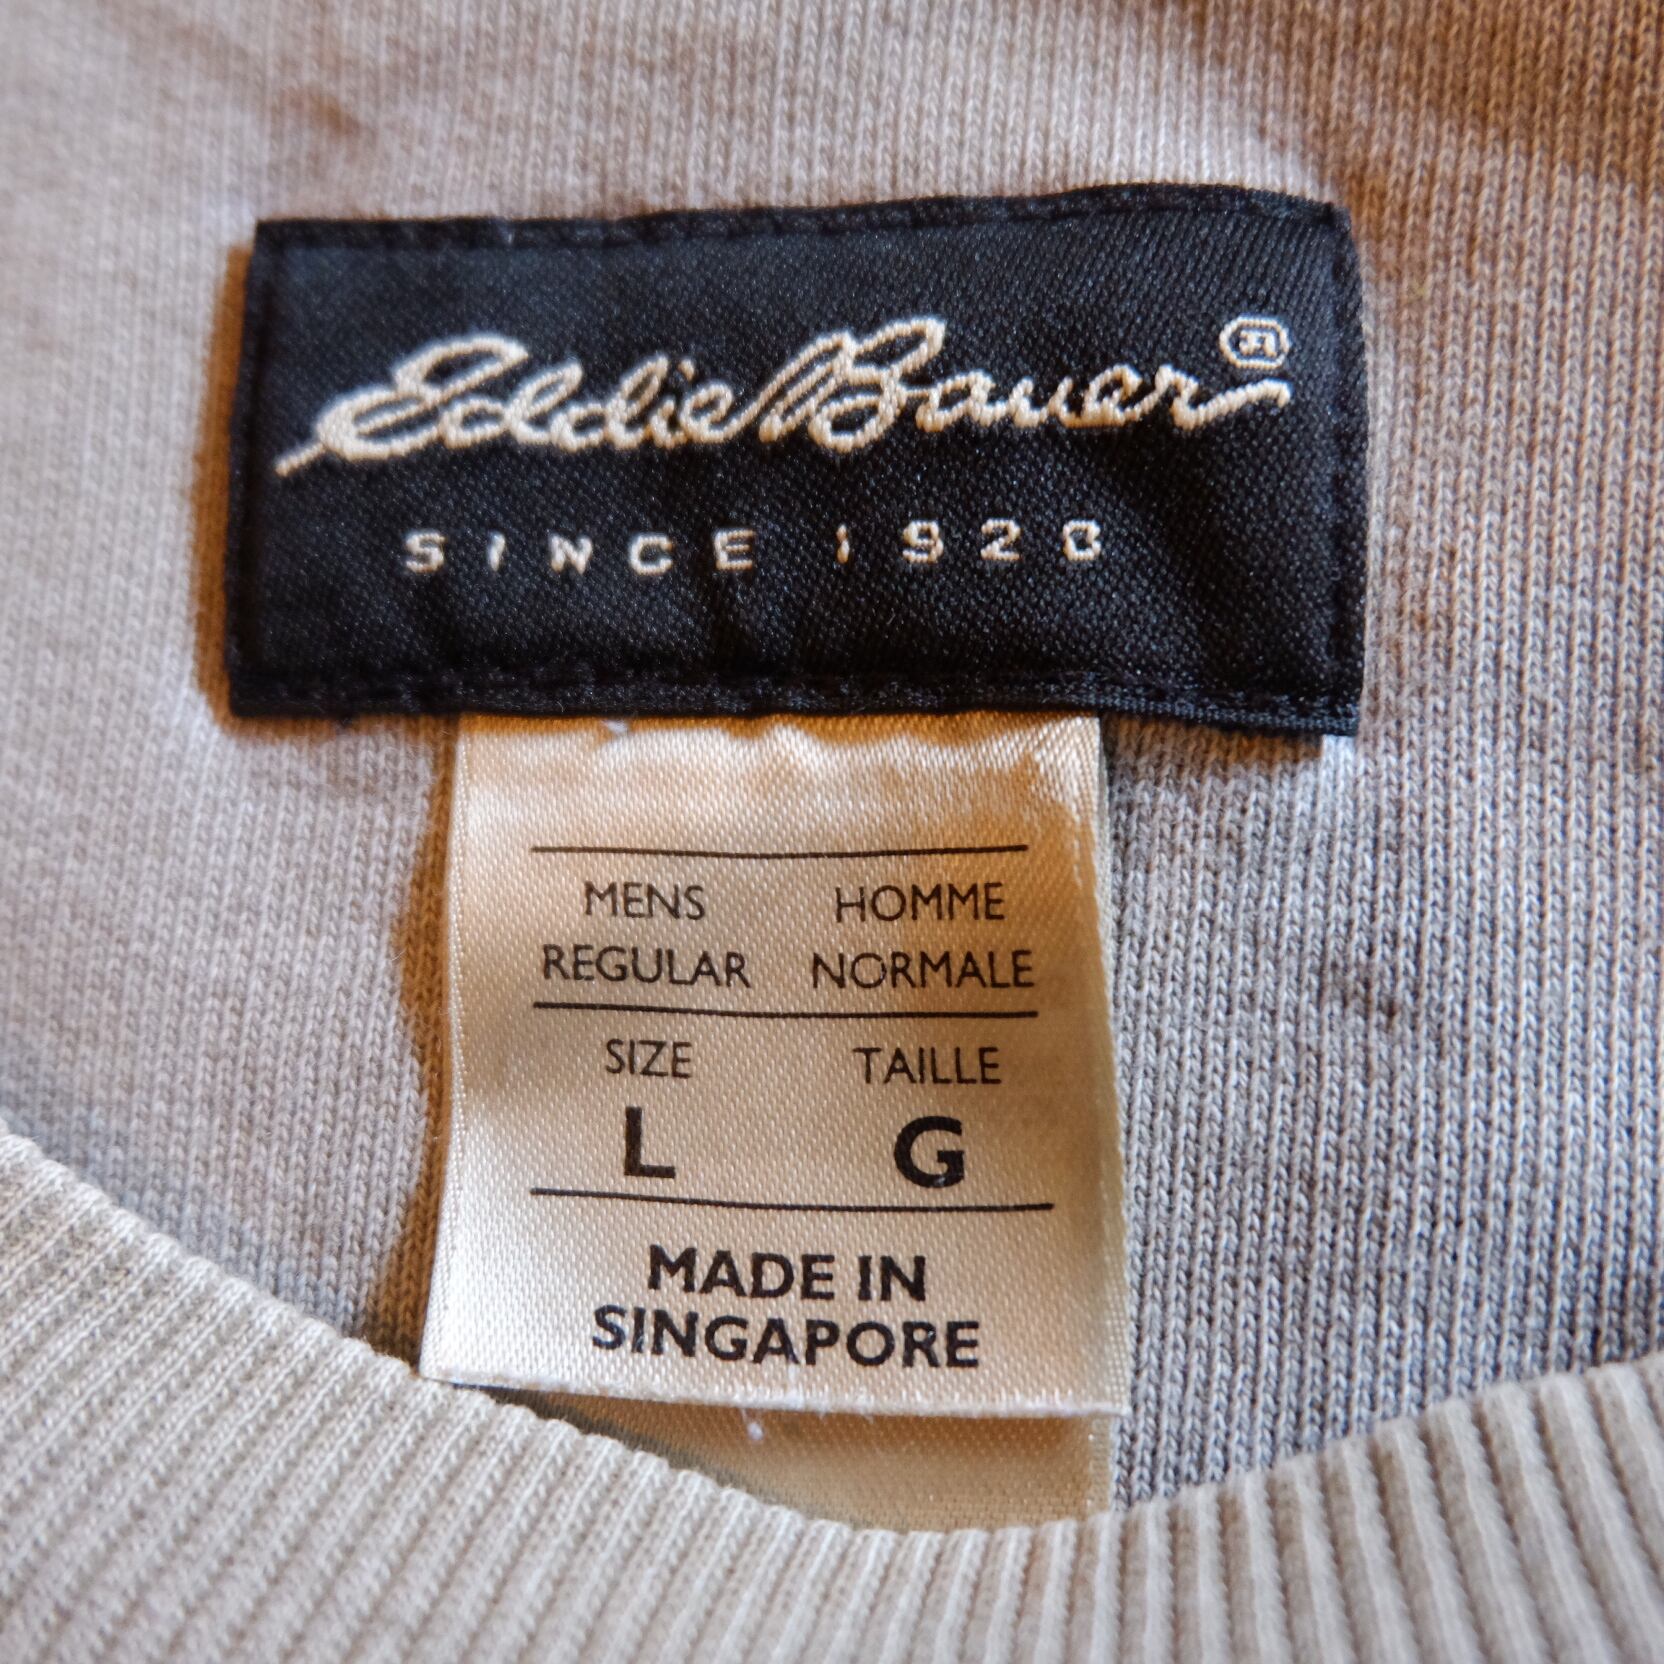 Eddie Bauer ®
SINCE 1920
MENS HOMME
REGULAR NORMALE
SIZE TAILLE
L G
MADE IN
SINGAPORE